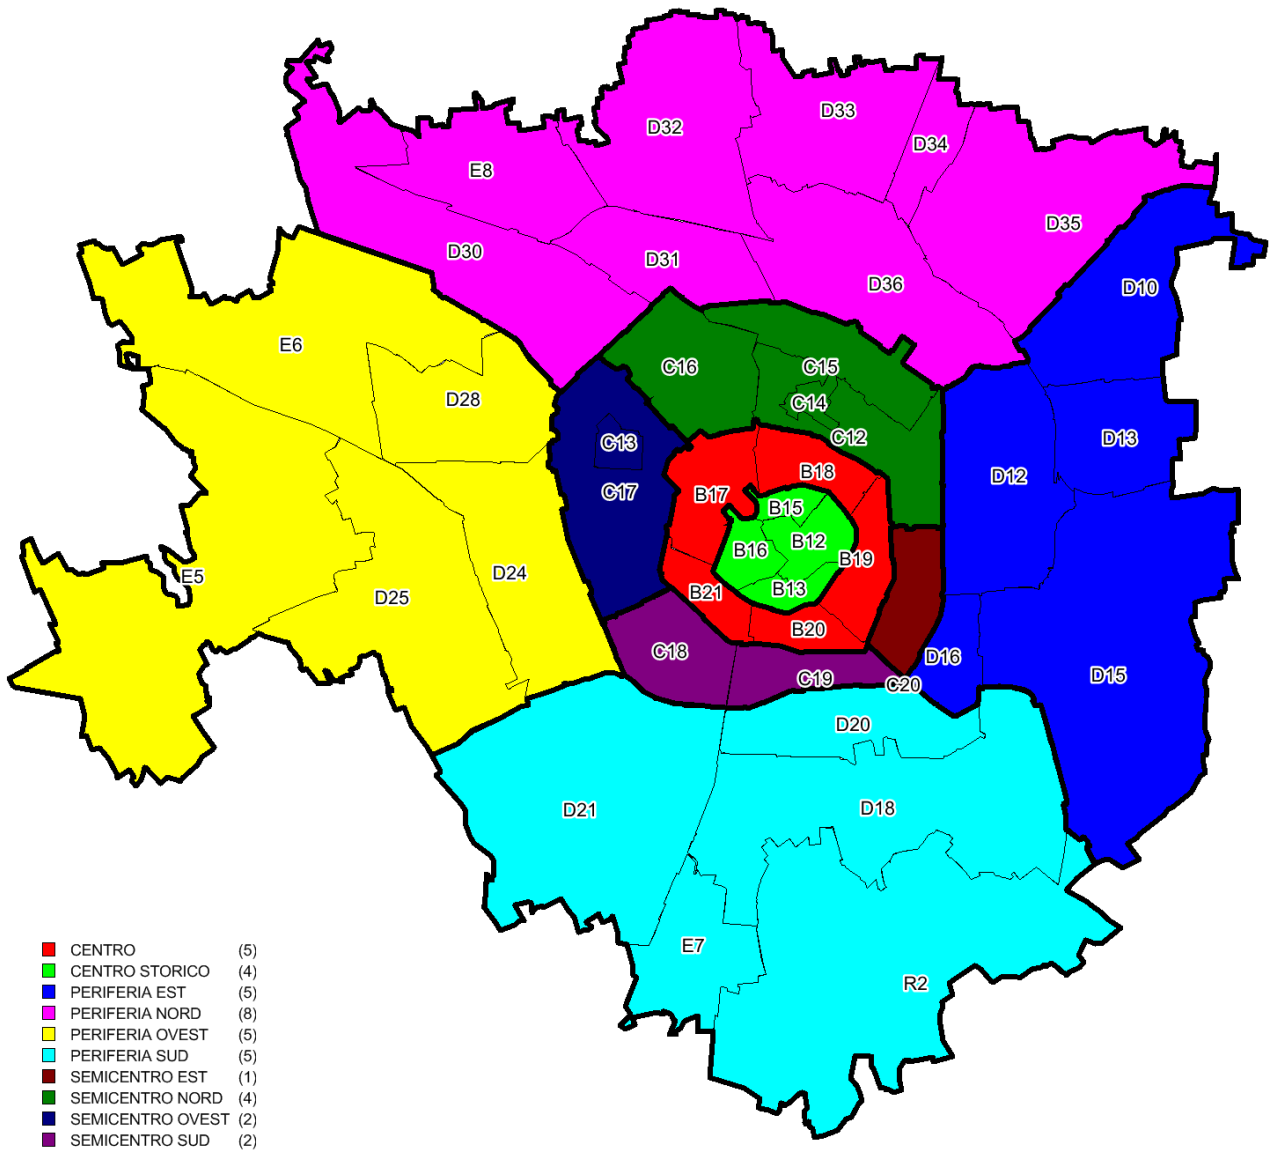 D32
D33
D34
E8
D35
D30
D31
D36
D10
E6
C16
C15
D28
C14
C13
C12
D13
B18
D12
C17
B17
B15
B16
B12
B19
D24
E5
B13
D25
B21
B20
C18
D16
C19
C20
D15
D20
D21
D18
E7
R2
CENTRO (5)
CENTRO STORICO (4)
PERIFERIA EST (5)
PERIFERIA NORD (8)
PERIFERIA OVEST (5)
PERIFERIA SUD (5)
SEMICENTRO EST (1)
SEMICENTRO NORD (4)
SEMICENTRO OVEST (2)
SEMICENTRO SUD (2)